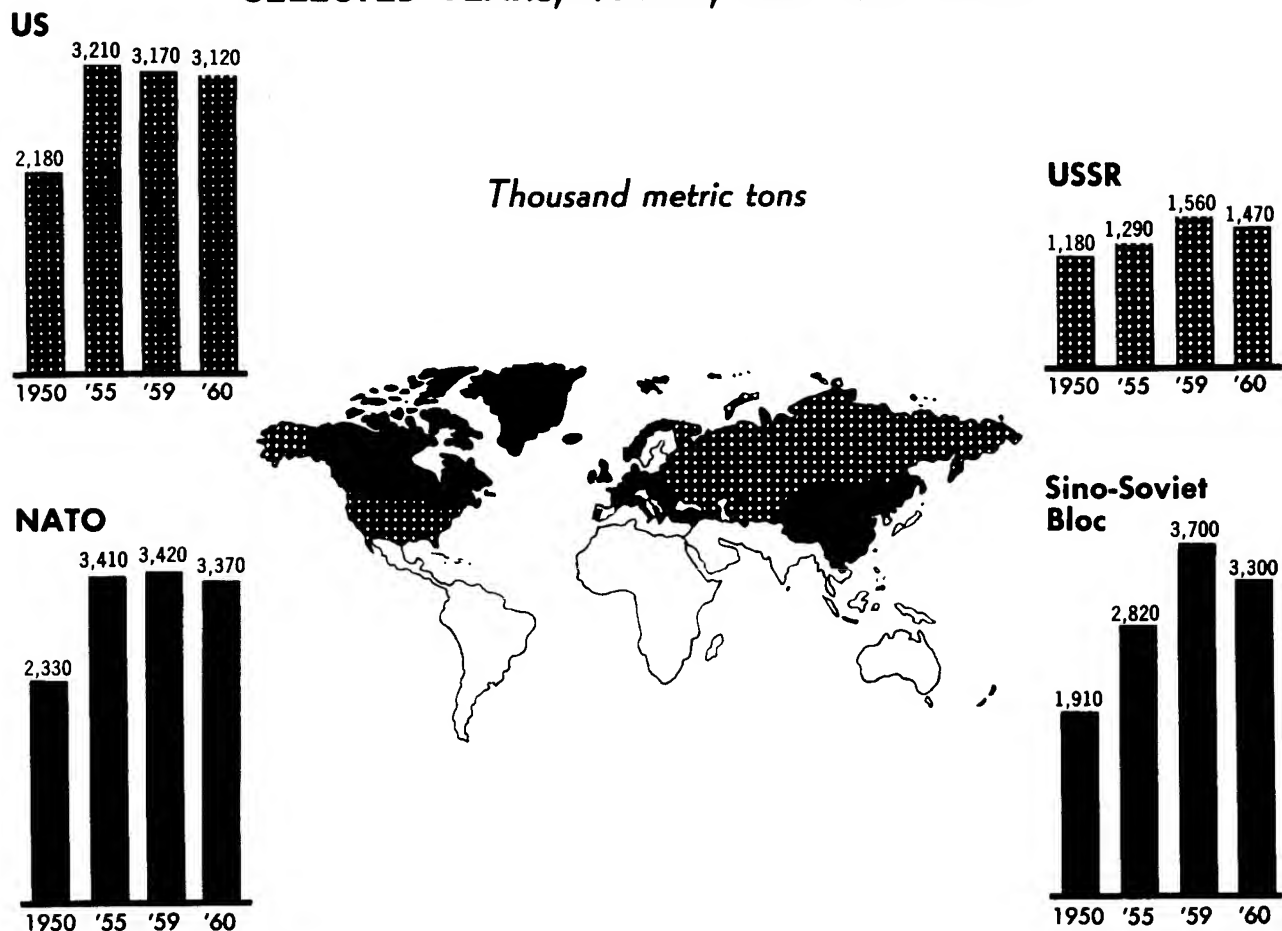 SELECTED YEARS,
US
3,210 3,170 3,120
2,180
1950 '55 '59 '60
Thousand metric tons
USSR
1,560
1,470
1,290
1,180
1950 '55 '59 '60
NATO
3,410 3,420 3,370
2,330
1950 '55 '59 '60
Sino-Soviet
Bloc
3,700
3,300
2,820
1,910
1950 '55 '59 '60